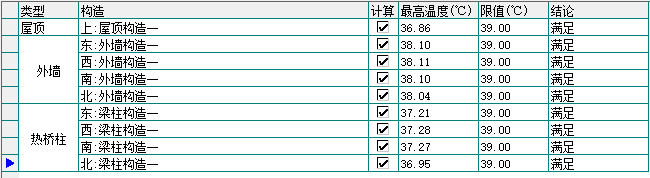 类型 构造 计算 最高温度(℃) 限值(℃) 结论
屋顶 上:屋顶构造一 36.86 39.00 满足
外墙 东:外墙构造一 38.10 39.00 满足
西:外墙构造一 38.11 39.00 满足
南:外墙构造一 38.10 39.00 满足
北:外墙构造一 38.04 39.00 满足
热桥柱 东:梁柱构造一 37.21 39.00 满足
西:梁柱构造一 37.28 39.00 满足
南:梁柱构造一 37.27 39.00 满足
北:梁柱构造一 36.95 39.00 满足